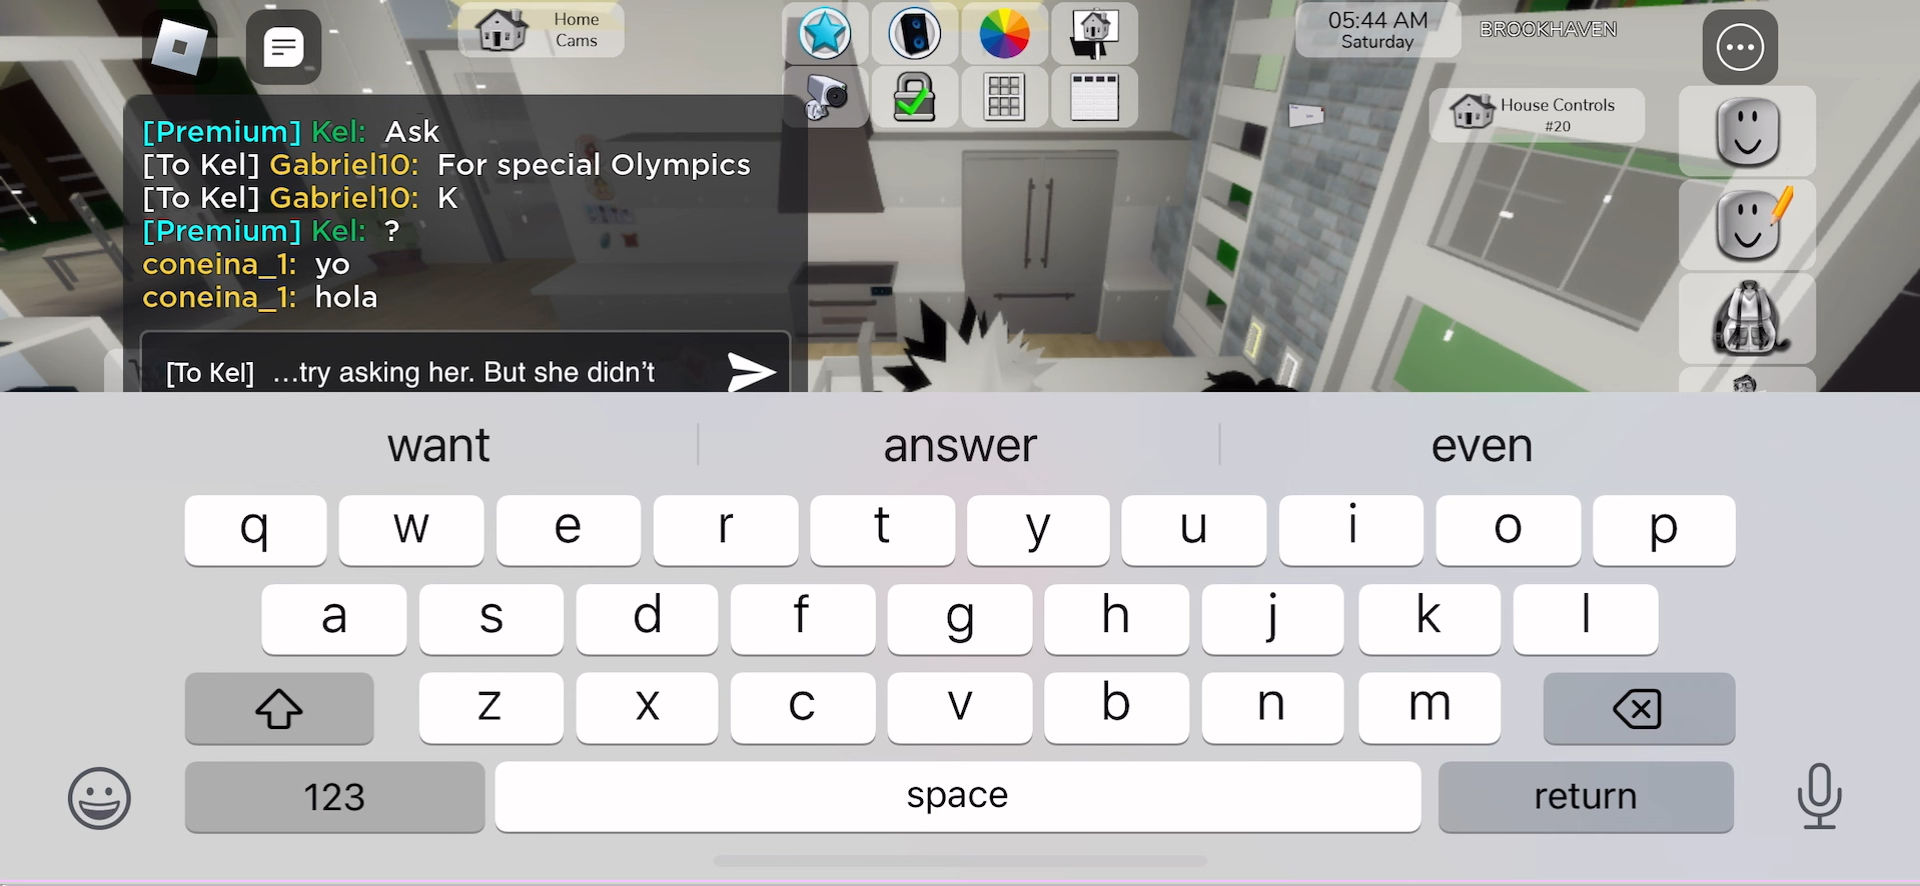 Home
Cams
05:44 AM
Saturday
BROOKHAVEN
House Controls
#20
[Premium] Kel: Ask
[To Kel] Gabriel10: For special Olympics
[To Kel] Gabriel10: K
[Premium] Kel: ?
coneina_1: yo
coneina_1: hola
[To Kel] ...try asking her. But she didn’t
want answer even
q w e r t y u i o p
a s d f g h j k l
z x c v b n m
123 space return